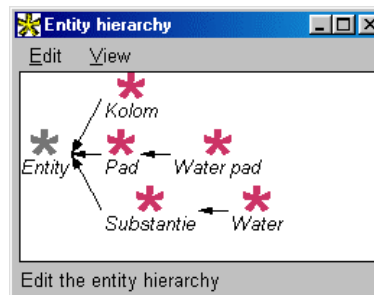 Entity hierarchy
Edit View
Kolom
Entity Pad Water pad
Substantie Water
Edit the entity hierarchy